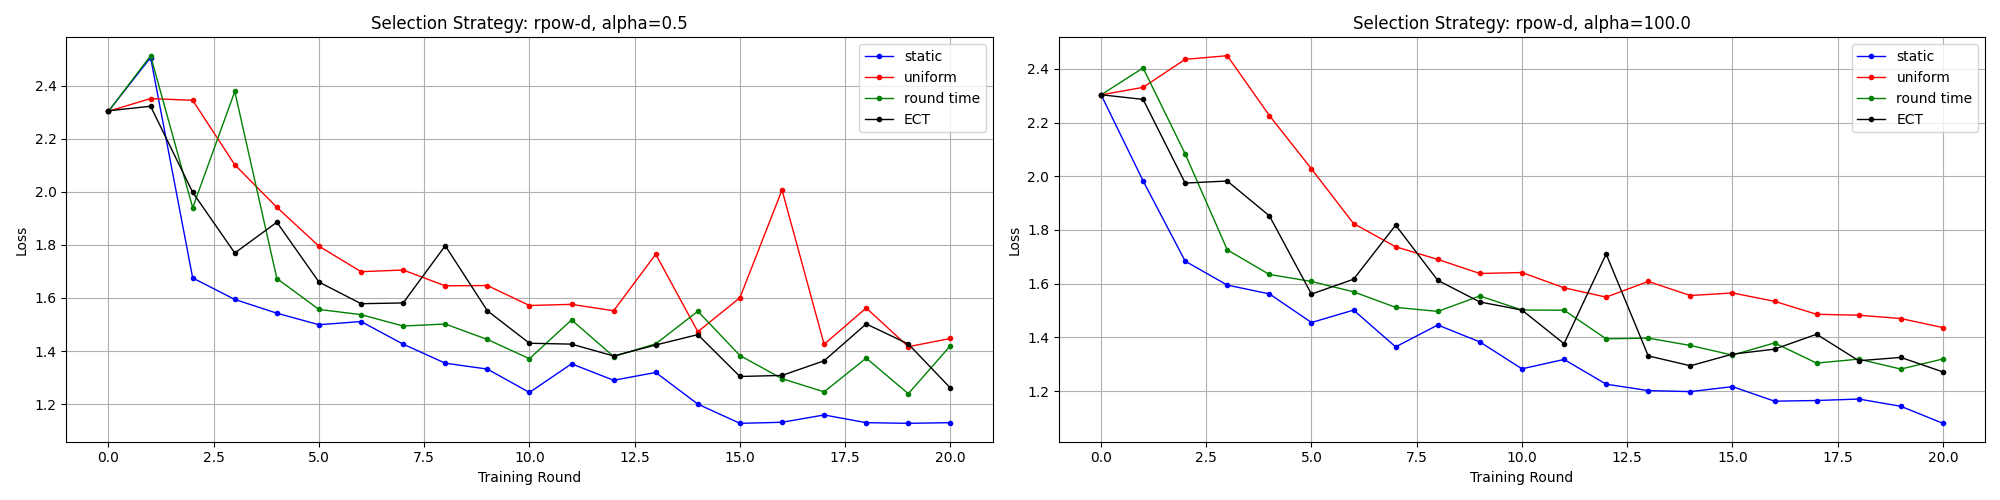 Selection Strategy: rpow-d, alpha=0.5
static
uniform
round time
ECT
2.4
2.2
2.0
1.8
1.6
1.4
1.2
Loss
0.0 2.5 5.0 7.5 10.0 12.5 15.0 17.5 20.0
Training Round
Selection Strategy: rpow-d, alpha=100.0
static
uniform
round time
ECT
2.4
2.2
2.0
1.8
1.6
1.4
1.2
Loss
0.0 2.5 5.0 7.5 10.0 12.5 15.0 17.5 20.0
Training Round